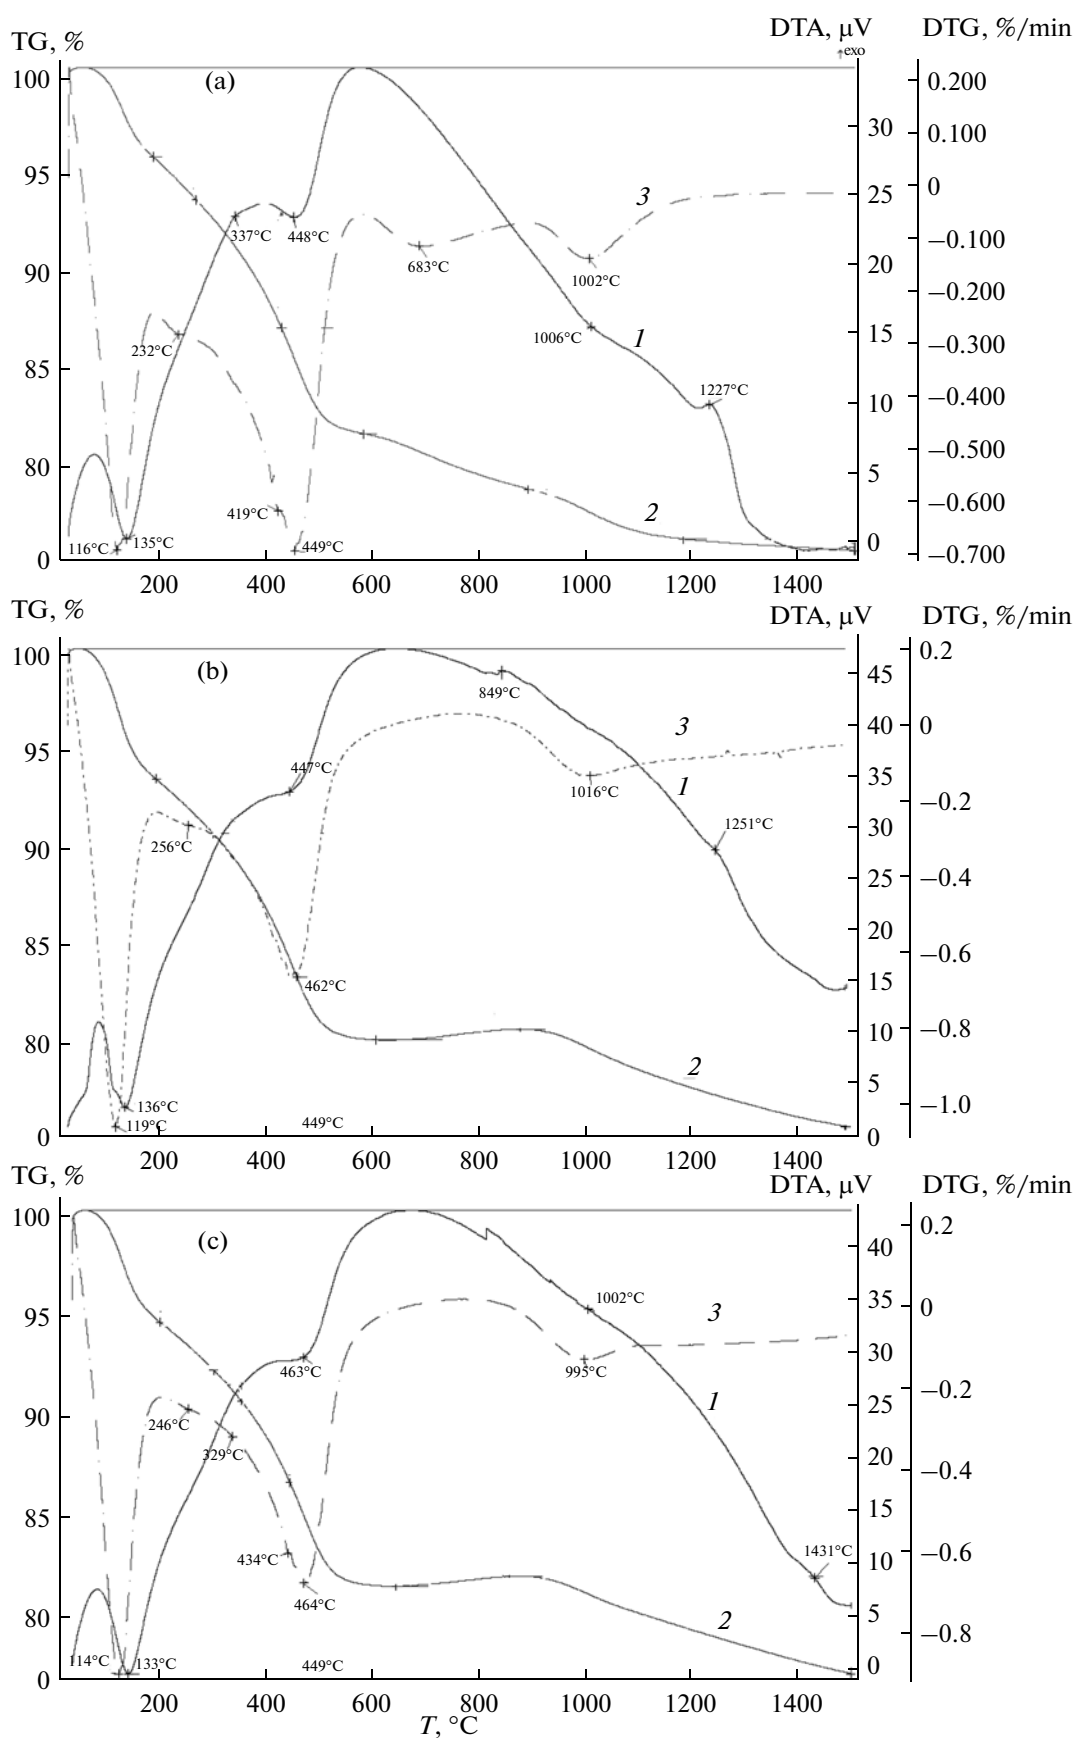 TG, % DTA, μV DTG, %/min
↑exo
(a)
100 0.200
30 0.100
95 3 25 0
337°C 448°C −0.100
90 683°C 1002°C 20 −0.200
232°C 1006°C 1 15 −0.300
85 1227°C 10 −0.400
−0.500
80 5
419°C 2 −0.600
116°C 135°C 449°C 0 −0.700
0 200 400 600 800 1000 1200 1400
TG, % DTA, μV DTG, %/min
(b)
100 0.2
849°C 45
447°C 3 40 0
95
1016°C 1 35 −0.2
256°C 1251°C 30
90 25 −0.4
20
85 462°C 15 −0.6
80 10 −0.8
2
136°C 5 −1.0
119°C 449°C
0 200 400 600 800 1000 1200 1400 0
TG, % DTA, μV DTG, %/min
(c)
100 0.2
40
1002°C 3 35 0
95
463°C 995°C 30
1 −0.2
90 246°C 25
329°C 20 −0.4
85 15
434°C 1431°C 10 −0.6
464°C
80 2 5 −0.8
114°C 133°C 449°C 0
0 200 400 600 800 1000 1200 1400
T, °C